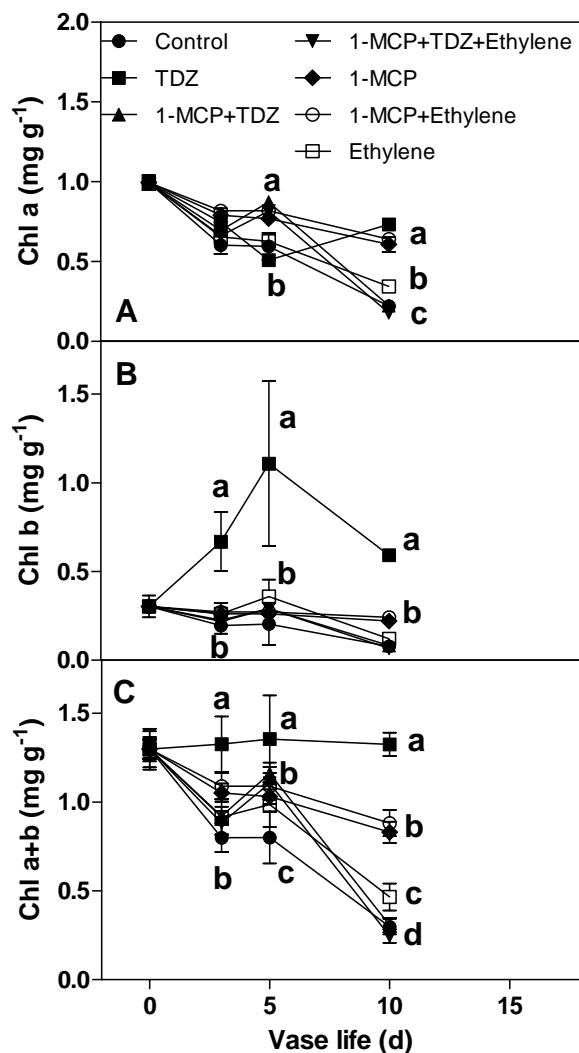 2.0
Control
1-MCP+TDZ+Ethylene
TDZ
1-MCP
1-MCP+TDZ
1-MCP+Ethylene
Ethylene
1.5
1.0
0.5
0.0
Chl a (mg g⁻¹)
a
b
a
b
c
A
B
1.5
1.0
0.5
0.0
Chl b (mg g⁻¹)
a
a
a
b
b
b
C
1.5
1.0
0.5
0.0
Chl a+b (mg g⁻¹)
a
a
a
b
b
b
c
c
d
0
5
10
15
Vase life (d)